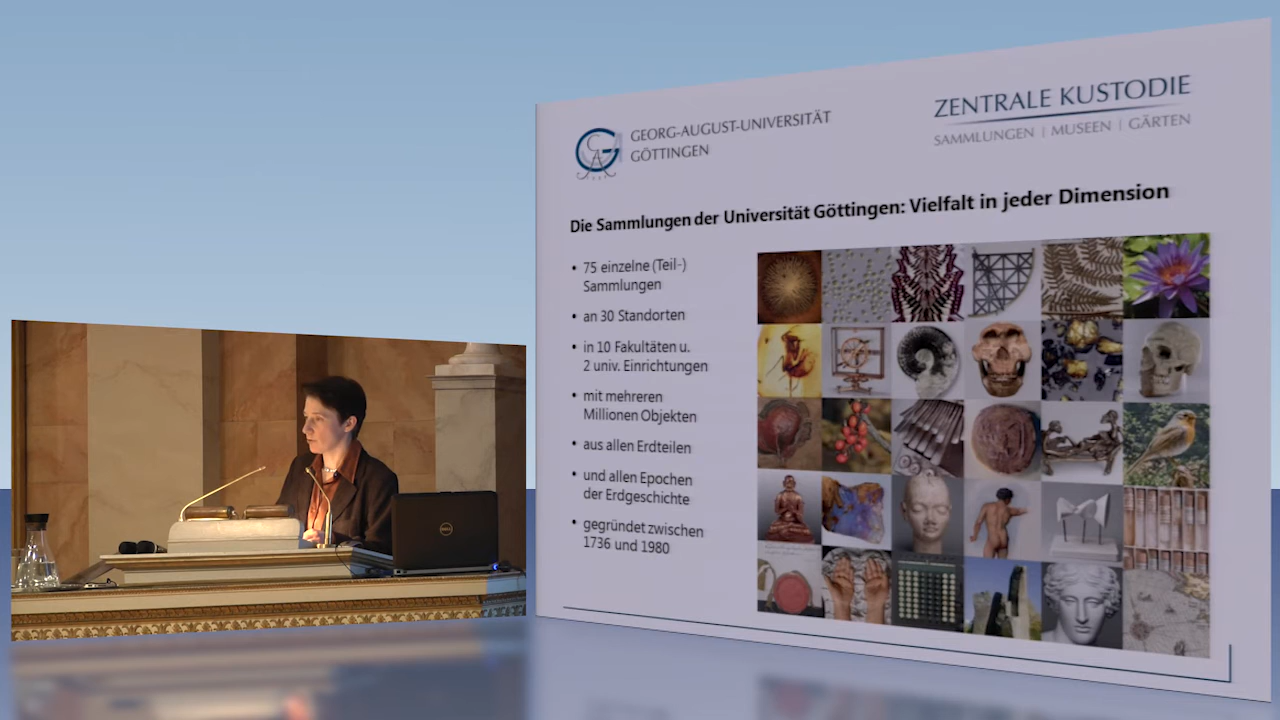 GEORG-AUGUST-UNIVERSITÄT
GÖTTINGEN
ZENTRALE KUSTODIE
SAMMLUNGEN | MUSEEN | GÄRTEN
Die Sammlungen der Universität Göttingen: Vielfalt in jeder Dimension
• 75 einzelne (Teil-)
Sammlungen
• an 30 Standorten
• in 10 Fakultäten u.
2 univ. Einrichtungen
• mit mehreren
Millionen Objekten
• aus allen Erdteilen
• und allen Epochen
der Erdgeschichte
• gegründet zwischen
1736 und 1980
DELL